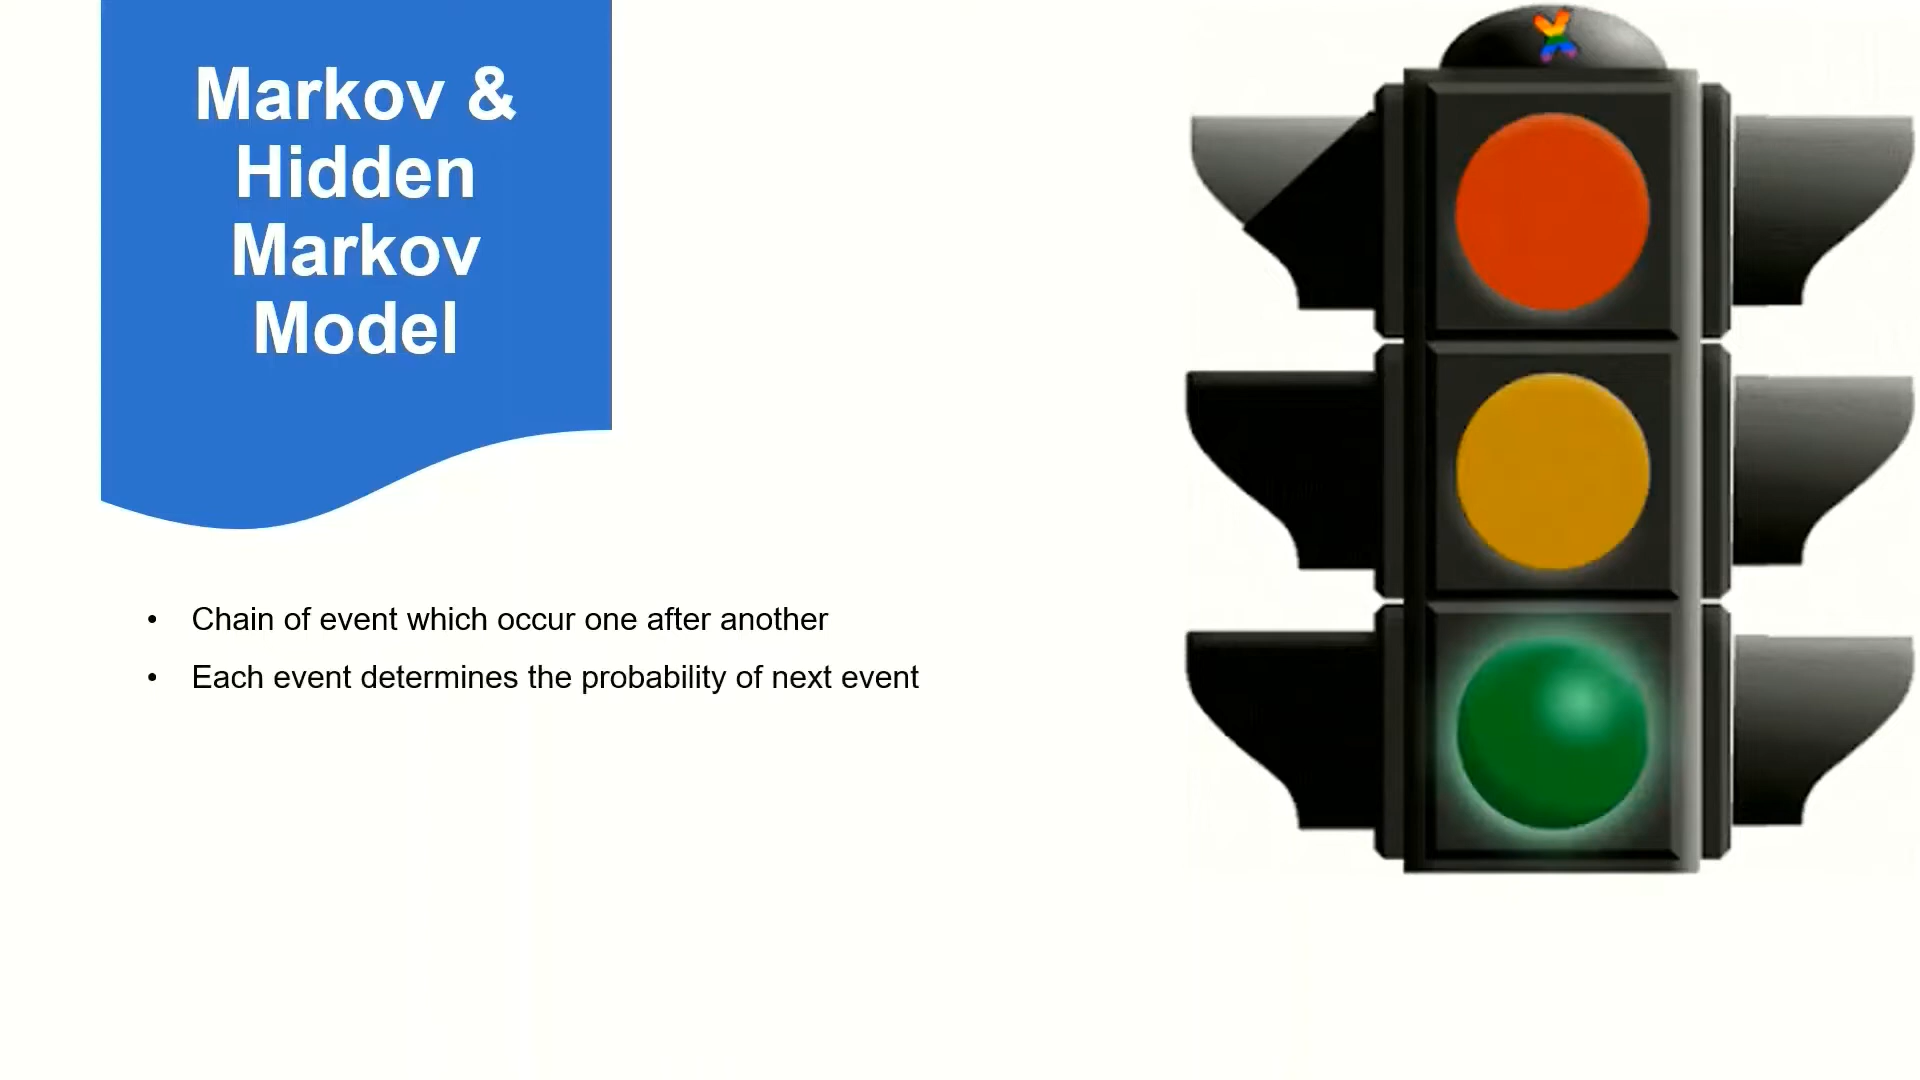 Markov &
Hidden
Markov
Model
• Chain of event which occur one after another
• Each event determines the probability of next event